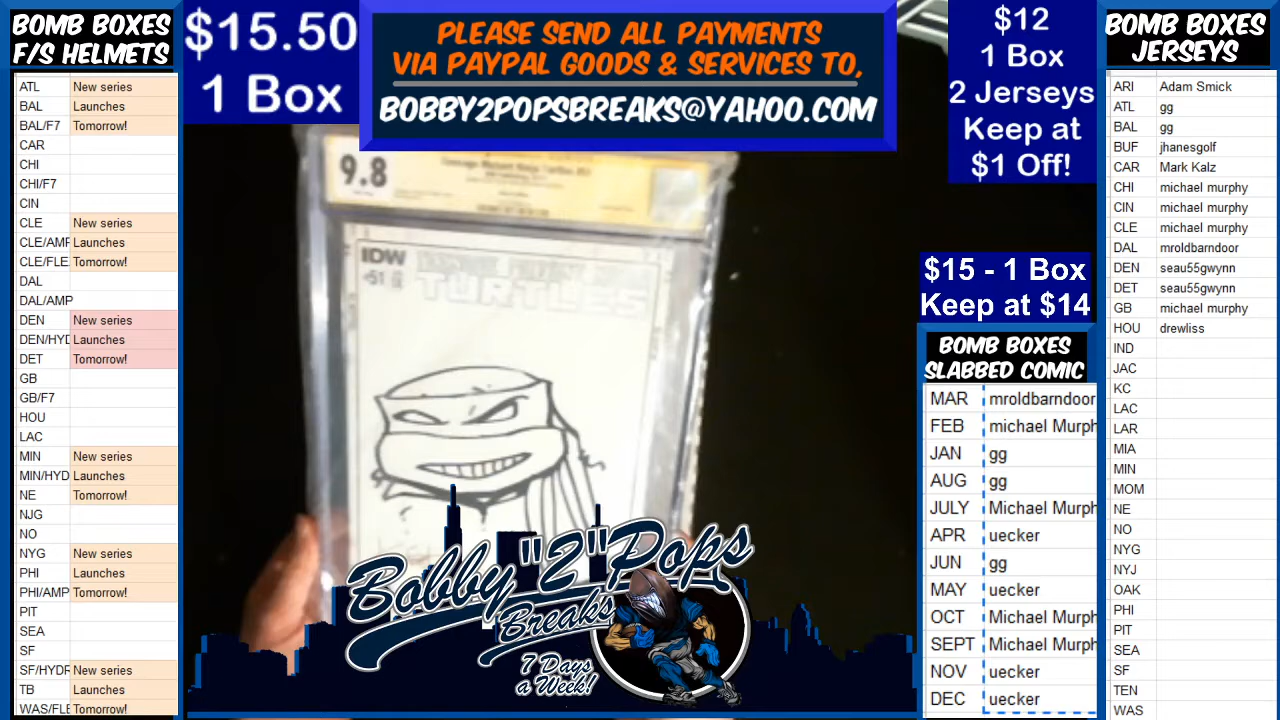 BOMB BOXES
F/S HELMETS
ATL New series
BAL Launches
BAL/F7 Tomorrow!
CAR
CHI
CHI/F7
CIN
CLE New series
CLE/AMP Launches
CLE/FLE Tomorrow!
DAL
DAL/AMP
DEN New series
DEN/HYD Launches
DET Tomorrow!
GB
GB/F7
HOU
LAC
MIN New series
MIN/HYD Launches
NE Tomorrow!
NJG
NO
NYG New series
PHI Launches
PHI/AMP Tomorrow!
PIT
SEA
SF
SF/HYDR New series
TB Launches
WAS/FLE Tomorrow!
$15.50
1 Box
PLEASE SEND ALL PAYMENTS
VIA PAYPAL GOODS & SERVICES TO,
BOBBY2POPSBREAKS@YAHOO.COM
9.8
IDW
TURTLES
Bobby "2" Pops
Breaks
7 Days
a Week!
$12
1 Box
2 Jerseys
Keep at
$1 Off!
$15 - 1 Box
Keep at $14
BOMB BOXES
SLABBED COMIC
MAR mroldbarndoor
FEB michael Murph
JAN gg
AUG gg
JULY Michael Murph
APR uecker
JUN gg
MAY uecker
OCT Michael Murph
SEPT Michael Murph
NOV uecker
DEC uecker
BOMB BOXES
JERSEYS
ARI Adam Smick
ATL gg
BAL gg
BUF jhanesgolf
CAR Mark Kalz
CHI michael murphy
CIN michael murphy
CLE michael murphy
DAL mroldbarndoor
DEN seau55gwynn
DET seau55gwynn
GB michael murphy
HOU drewliss
IND
JAC
KC
LAC
LAR
MIA
MIN
MOM
NE
NO
NYG
NYJ
OAK
PHI
PIT
SEA
SF
TEN
WAS